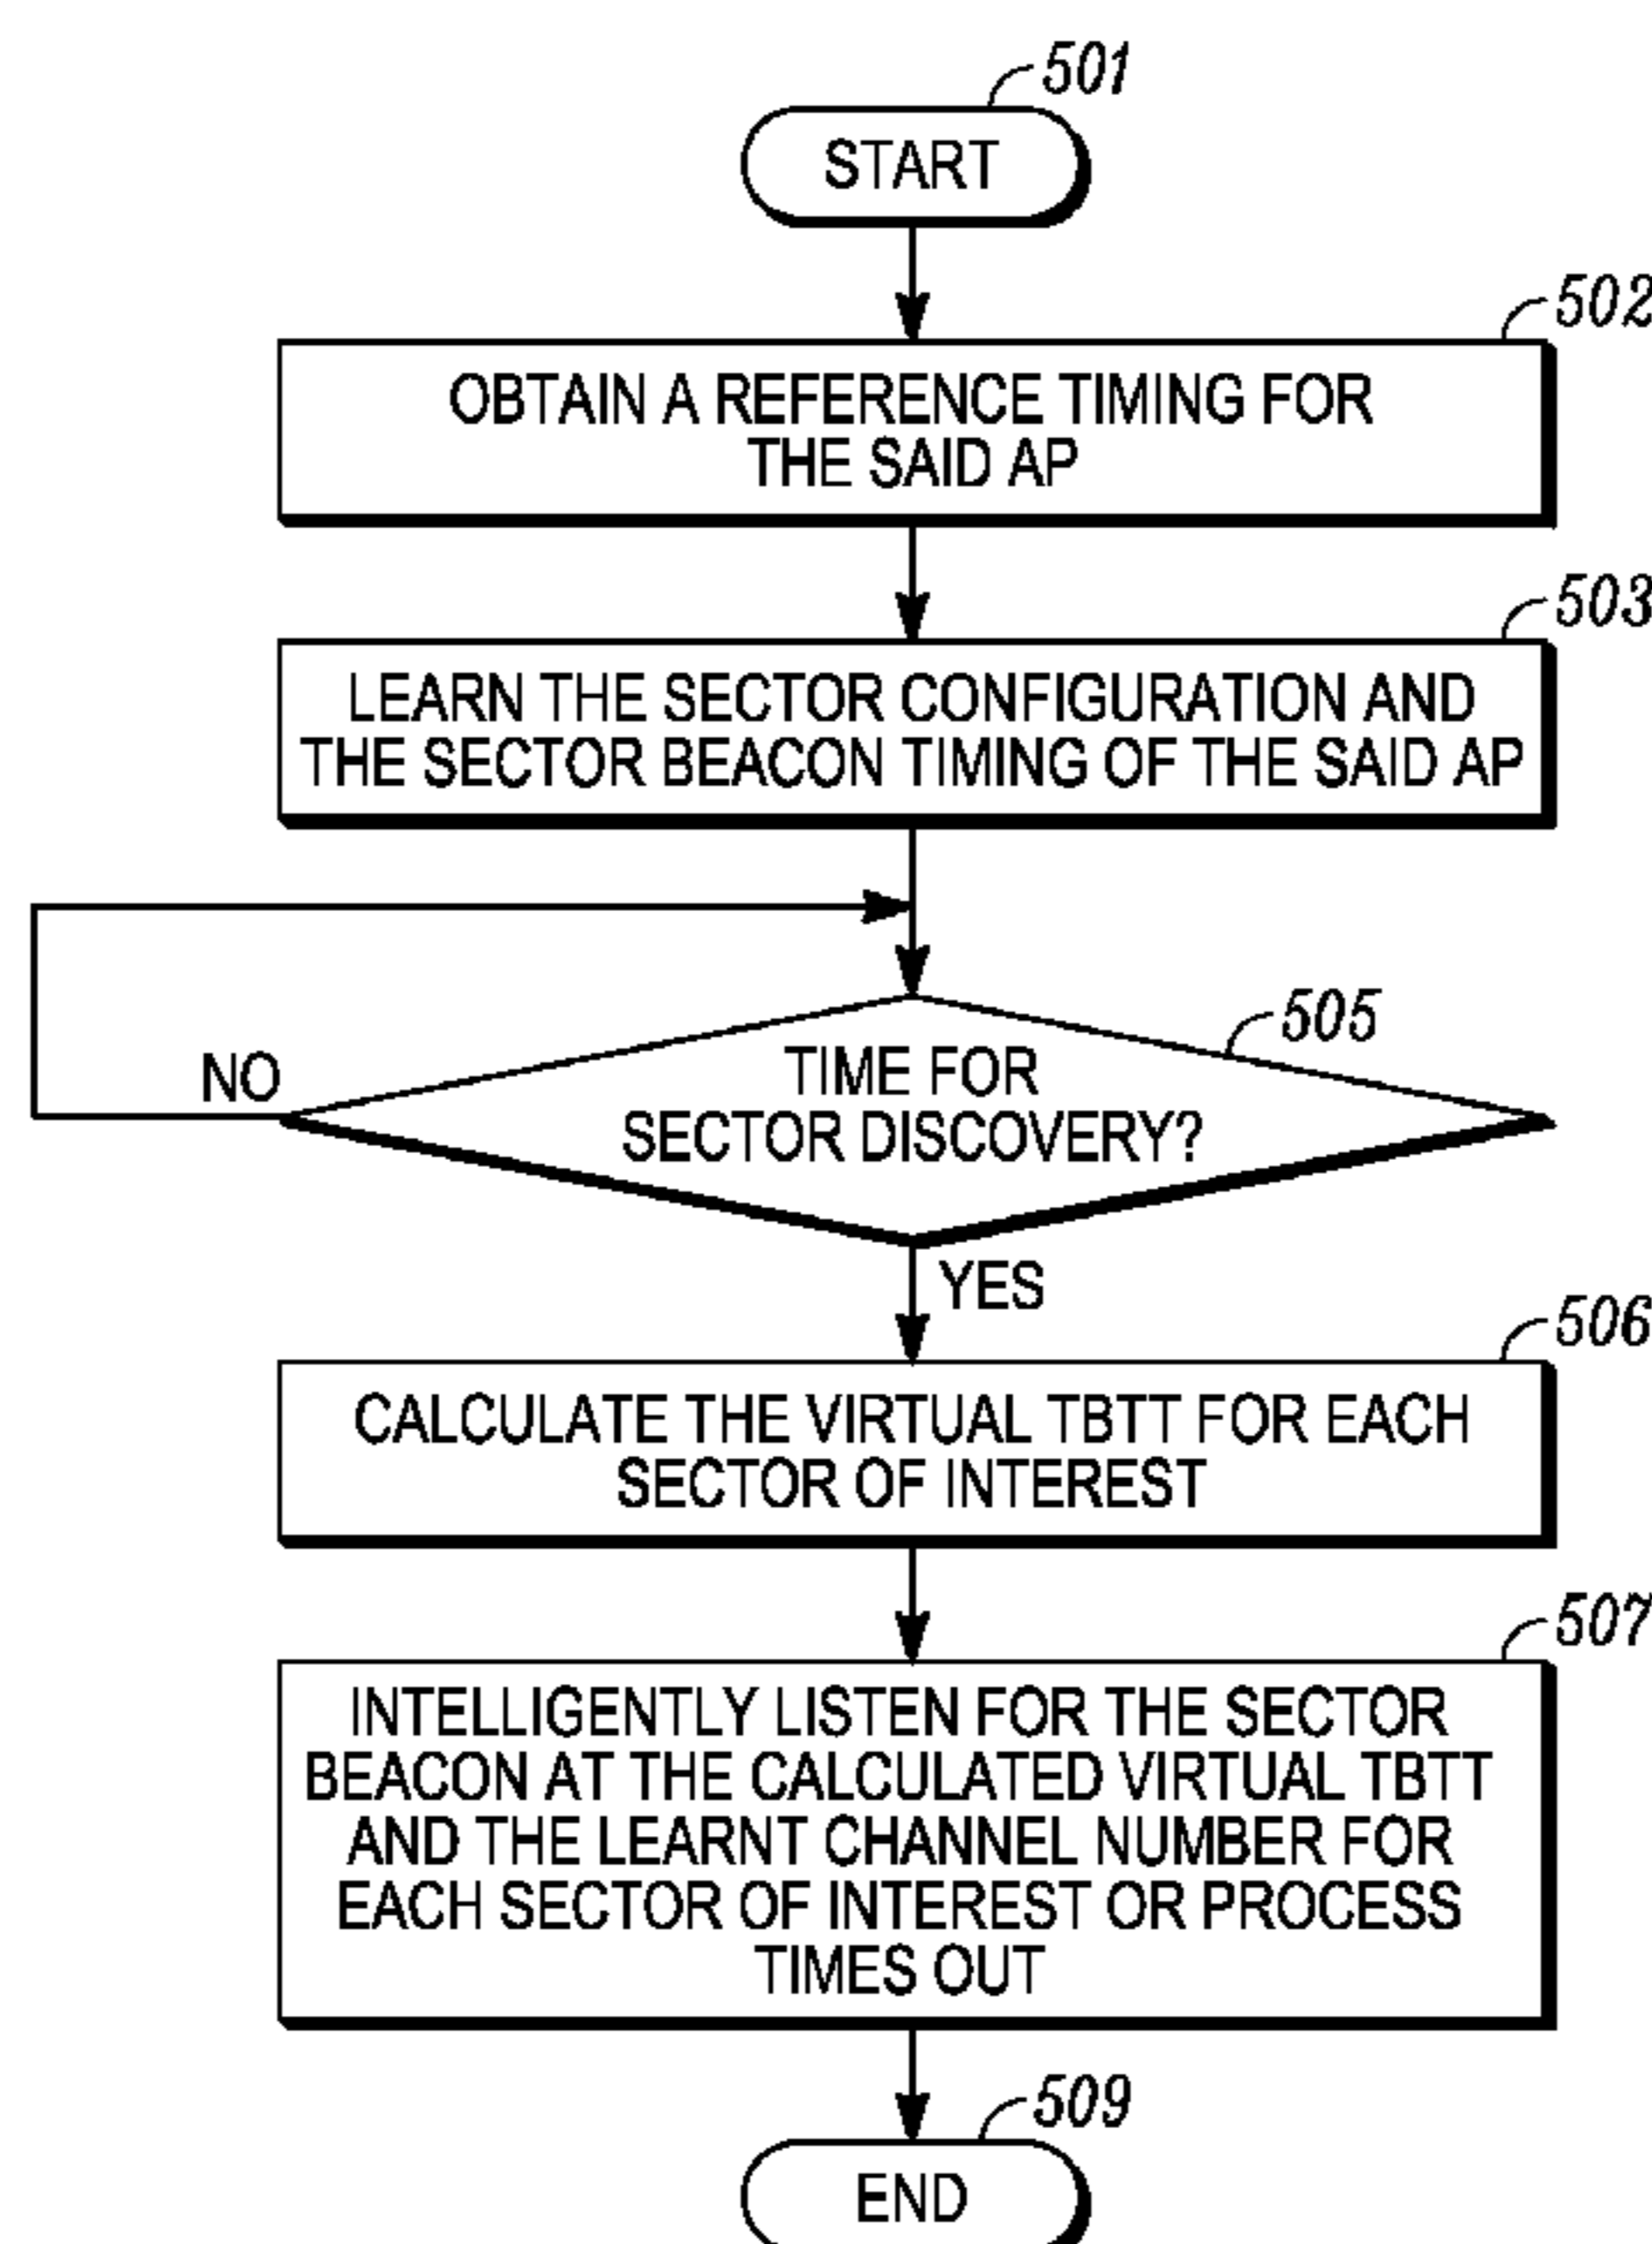 501
START
502
OBTAIN A REFERENCE TIMING FOR
THE SAID AP
503
LEARN THE SECTOR CONFIGURATION AND
THE SECTOR BEACON TIMING OF THE SAID AP
505
NO
TIME FOR
SECTOR DISCOVERY?
YES
506
CALCULATE THE VIRTUAL TBTT FOR EACH
SECTOR OF INTEREST
507
INTELLIGENTLY LISTEN FOR THE SECTOR
BEACON AT THE CALCULATED VIRTUAL TBTT
AND THE LEARNT CHANNEL NUMBER FOR
EACH SECTOR OF INTEREST OR PROCESS
TIMES OUT
509
END